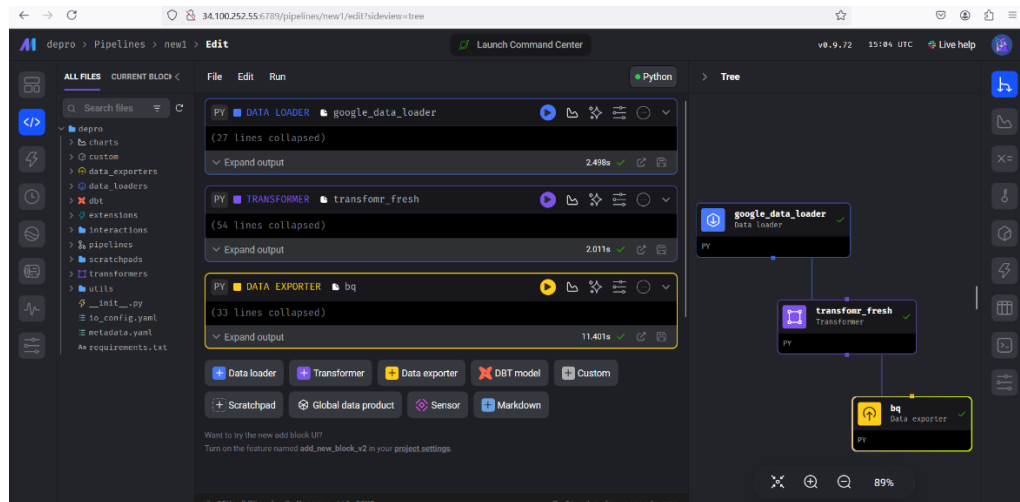 34.100.252.55:6789/pipelines/new1/edit?sideview=tree
depro > Pipelines > new1 > Edit
Launch Command Center
v0.9.72 15:04 UTC Live help
ALL FILES CURRENT BLOCK
Search files
depro
charts
custom
data_exporters
data_loaders
dbt
extensions
interactions
pipelines
scratchpads
transformers
utils
__init__.py
io_config.yaml
metadata.yaml
requirements.txt
File Edit Run
Python
PY DATA LOADER google_data_loader
(27 lines collapsed)
Expand output 2.498s
PY TRANSFORMER transfomr_fresh
(54 lines collapsed)
Expand output 2.011s
PY DATA EXPORTER bq
(33 lines collapsed)
Expand output 11.401s
Data loader Transformer Data exporter DBT model Custom
Scratchpad Global data product Sensor Markdown
Want to try the new add block UI?
Turn on the feature named add_new_block_v2 in your project settings.
Tree
google_data_loader
Data loader
PY
transfomr_fresh
Transformer
PY
bq
Data exporter
PY
89%